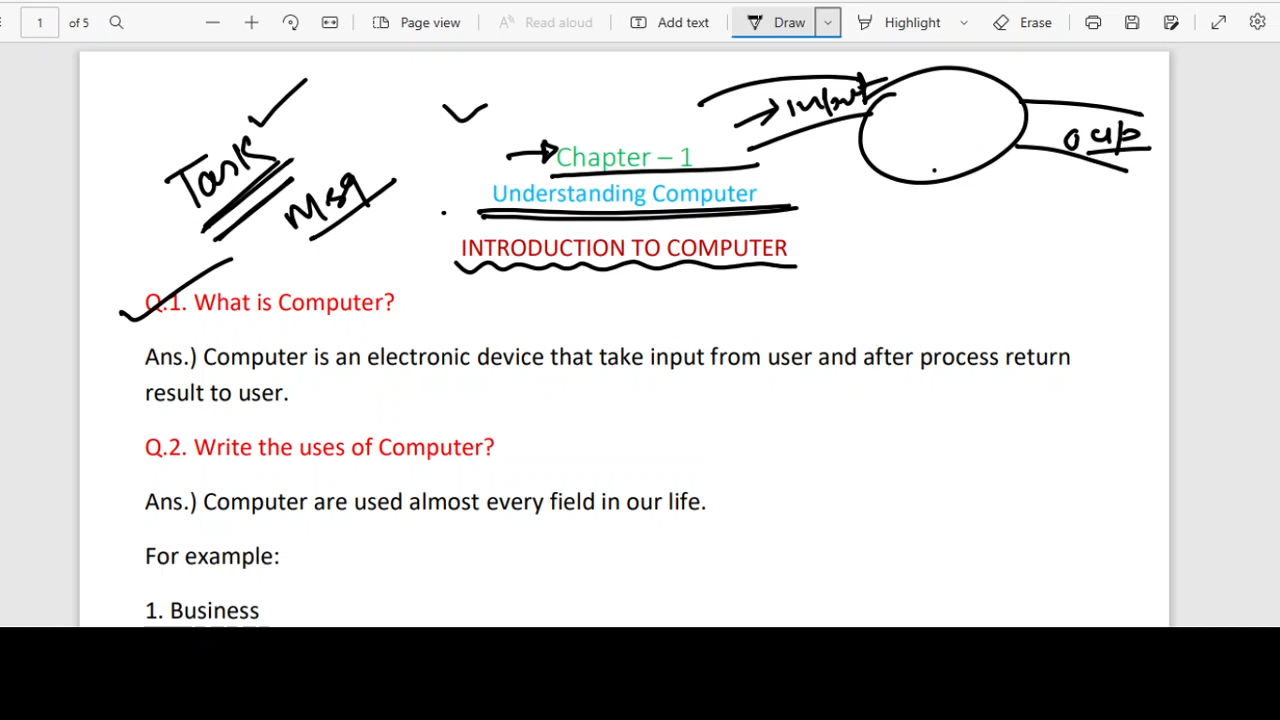 1 of 5 Page view Read aloud Add text Draw Highlight Erase
Task
Msg
input
oup
Chapter – 1
Understanding Computer
INTRODUCTION TO COMPUTER
Q.1. What is Computer?
Ans.) Computer is an electronic device that take input from user and after process return
result to user.
Q.2. Write the uses of Computer?
Ans.) Computer are used almost every field in our life.
For example:
1. Business